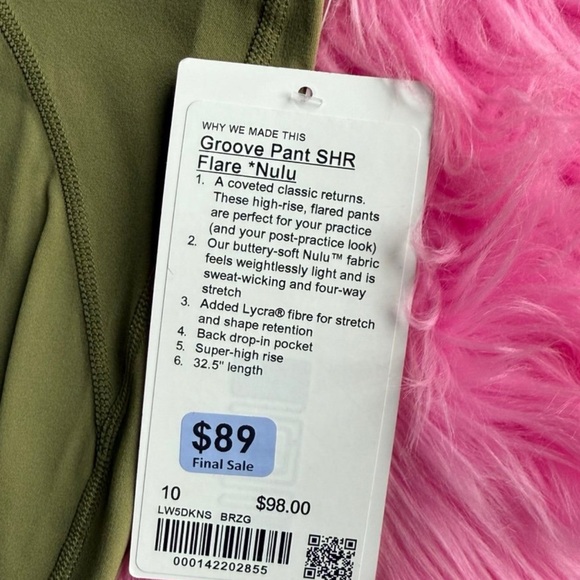 WHY WE MADE THIS
Groove Pant SHR
Flare *Nulu
1. A coveted classic returns.
These high-rise, flared pants
are perfect for your practice
(and your post-practice look)
2. Our buttery-soft Nulu™ fabric
feels weightlessly light and is
sweat-wicking and four-way
stretch
3. Added Lycra® fibre for stretch
and shape retention
4. Back drop-in pocket
5. Super-high rise
6. 32.5" length
$89
Final Sale
10 $98.00
LW5DKNS BRZG
000142202855